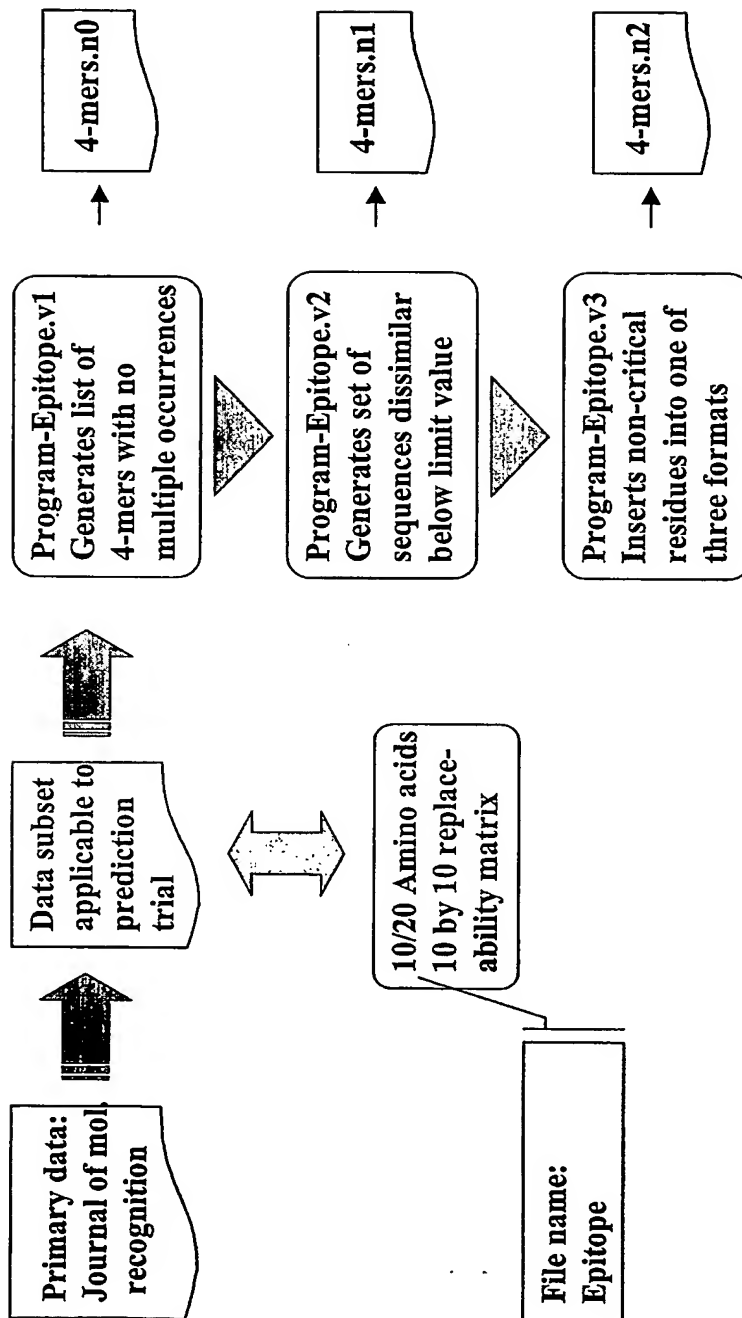 Primary data:
Journal of mol.
recognition
Data subset
applicable to
prediction
trial
Program-Epitope.v1
Generates list of
4-mers with no
multiple occurrences
4-mers.n0
Program-Epitope.v2
Generates set of
sequences dissimilar
below limit value
4-mers.n1
10/20 Amino acids
10 by 10 replace-
ability matrix
Program-Epitope.v3
Inserts non-critical
residues into one of
three formats
4-mers.n2
File name:
Epitope